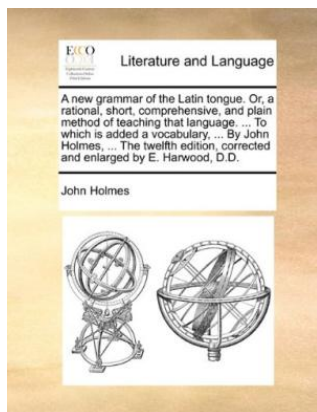 ECCO
Literature and Language
A new grammar of the Latin tongue. Or, a
rational, short, comprehensive, and plain
method of teaching that language. ... To
which is added a vocabulary, ... By John
Holmes, ... The twelfth edition, corrected
and enlarged by E. Harwood, D.D.
John Holmes